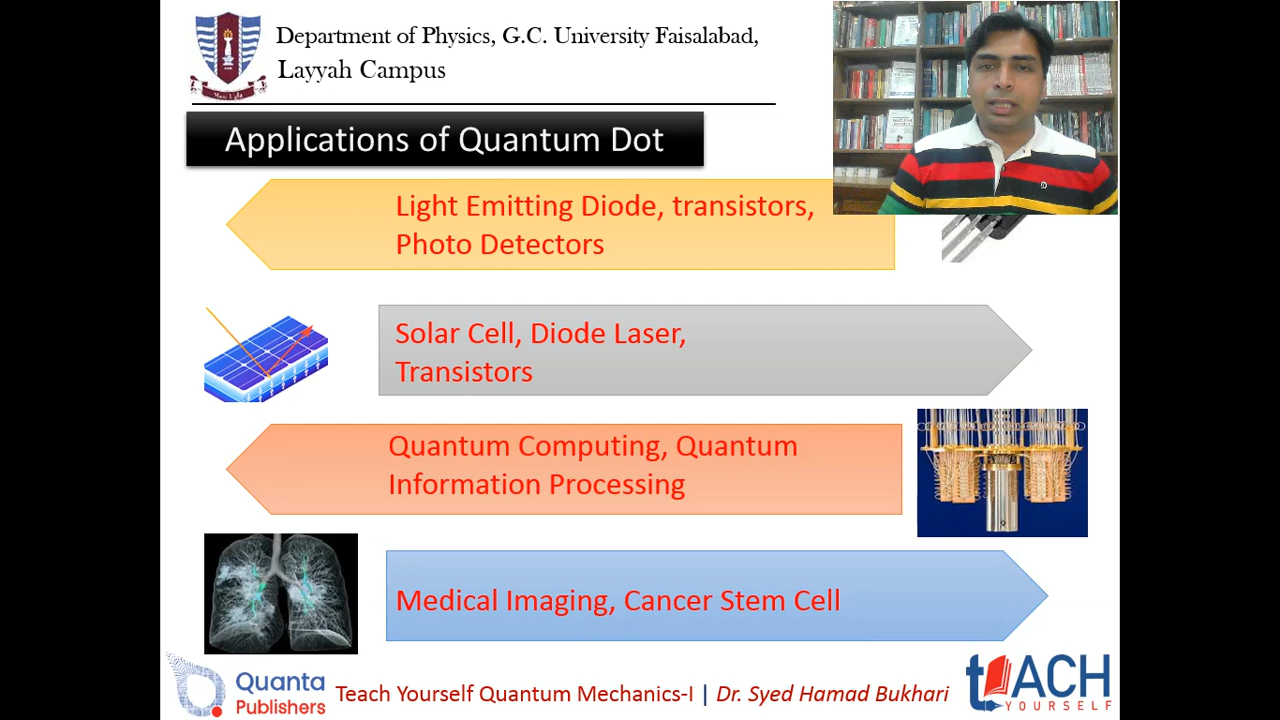 Department of Physics, G.C. University Faisalabad,
Layyah Campus
Applications of Quantum Dot
Light Emitting Diode, transistors,
Photo Detectors
Solar Cell, Diode Laser,
Transistors
Quantum Computing, Quantum
Information Processing
Medical Imaging, Cancer Stem Cell
Quanta
Publishers
Teach Yourself Quantum Mechanics-I | Dr. Syed Hamad Bukhari
tEACH
YOURSELF